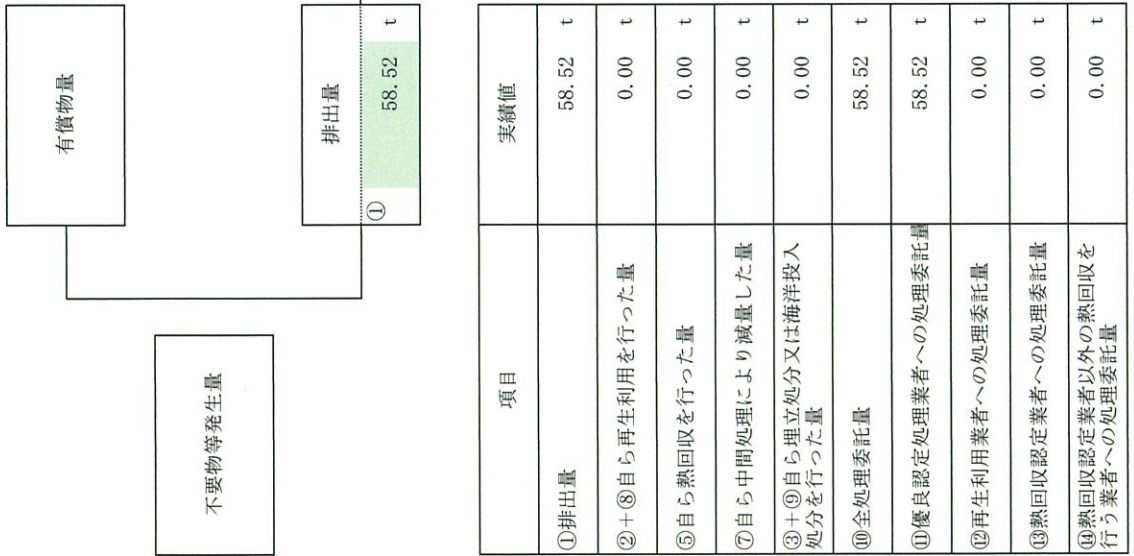 不要物等発生量
有償物量
排出量
① 58.52 t
項目 実績値
①排出量 58.52 t
②+⑧自ら再生利用を行った量 0.00 t
⑤自ら熱回収を行った量 0.00 t
⑦自ら中間処理により減量した量 0.00 t
③+⑨自ら埋立処分又は海洋投入
処分を行った量 0.00 t
⑩全処理委託量 58.52 t
⑪優良認定処理業者への処理委託量 58.52 t
⑫再生利用業者への処理委託量 0.00 t
⑬熱回収認定業者への処理委託量 0.00 t
⑭熱回収認定業者以外の熱回収を
行う業者への処理委託量 0.00 t